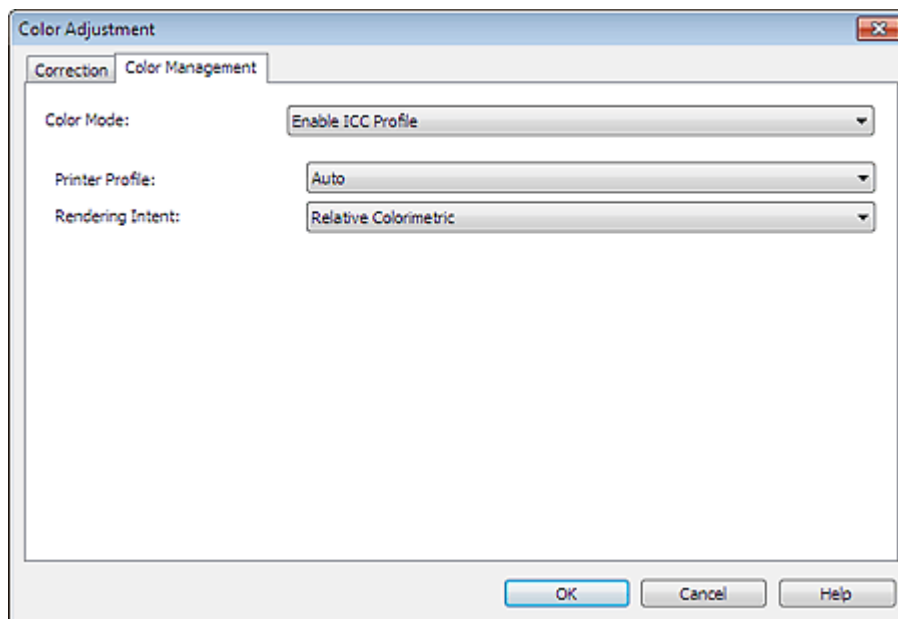 Color Adjustment
Correction Color Management
Color Mode: Enable ICC Profile
Printer Profile: Auto
Rendering Intent: Relative Colorimetric
OK Cancel Help